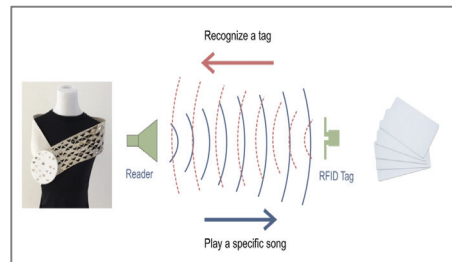 Recognize a tag
Reader
RFID Tag
Play a specific song